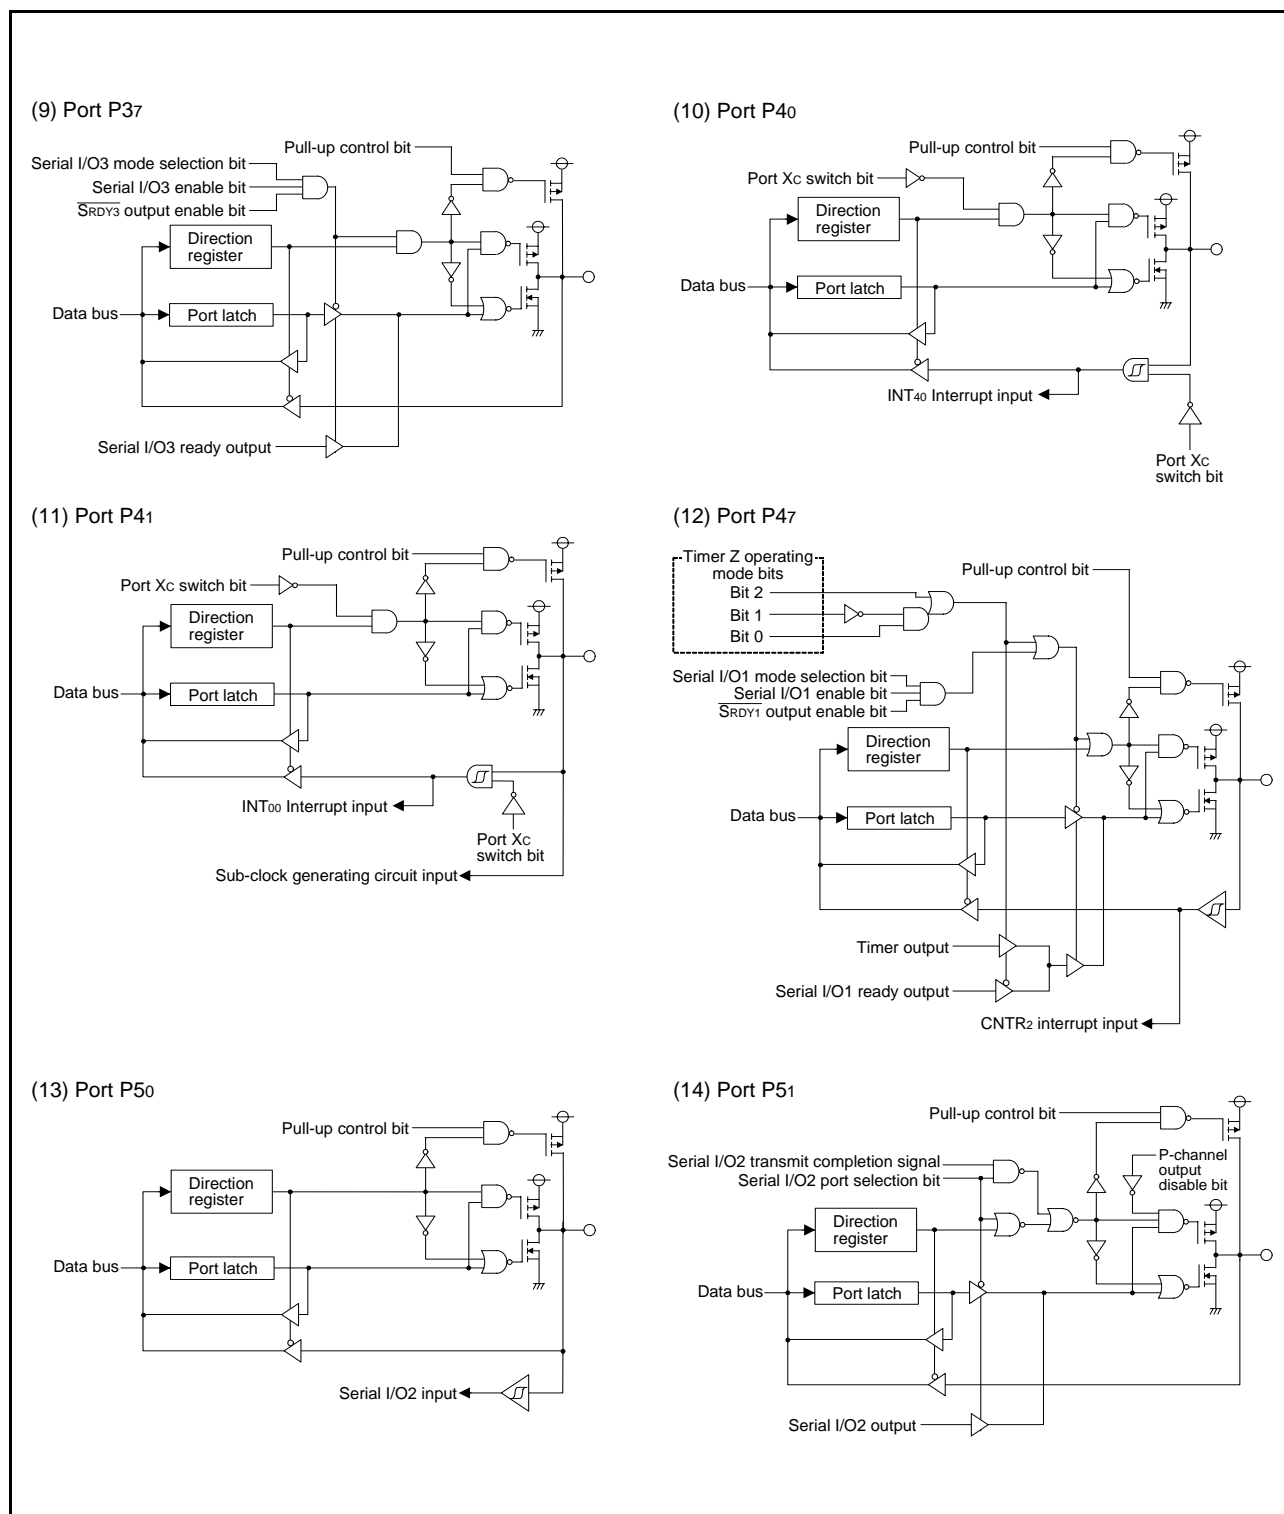 (9) Port P37
Pull-up control bit
Serial I/O3 mode selection bit
Serial I/O3 enable bit
SRDY3 output enable bit
Direction
register
Data bus
Port latch
Serial I/O3 ready output
(10) Port P40
Pull-up control bit
Port XC switch bit
Direction
register
Data bus
Port latch
INT40 Interrupt input
Port XC
switch bit
(11) Port P41
Pull-up control bit
Port XC switch bit
Direction
register
Data bus
Port latch
INT00 Interrupt input
Port XC
switch bit
Sub-clock generating circuit input
(12) Port P47
Timer Z operating
mode bits
Bit 2
Bit 1
Bit 0
Pull-up control bit
Serial I/O1 mode selection bit
Serial I/O1 enable bit
SRDY1 output enable bit
Direction
register
Data bus
Port latch
Timer output
Serial I/O1 ready output
CNTR2 interrupt input
(13) Port P50
Pull-up control bit
Direction
register
Data bus
Port latch
Serial I/O2 input
(14) Port P51
Pull-up control bit
Serial I/O2 transmit completion signal
Serial I/O2 port selection bit
P-channel
output
disable bit
Direction
register
Data bus
Port latch
Serial I/O2 output